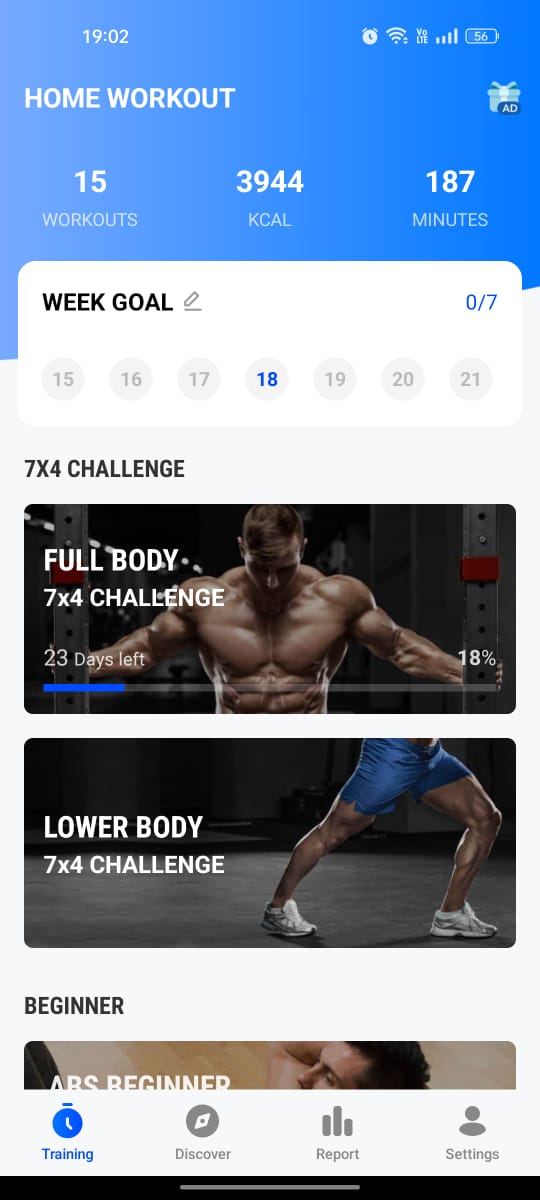 19:02
Vo
LTE
56
HOME WORKOUT
AD
15 3944 187
WORKOUTS KCAL MINUTES
WEEK GOAL 0/7
15 16 17 18 19 20 21
7X4 CHALLENGE
FULL BODY
7x4 CHALLENGE
23 Days left 18%
LOWER BODY
7x4 CHALLENGE
BEGINNER
ABS BEGINNER
Training Discover Report Settings